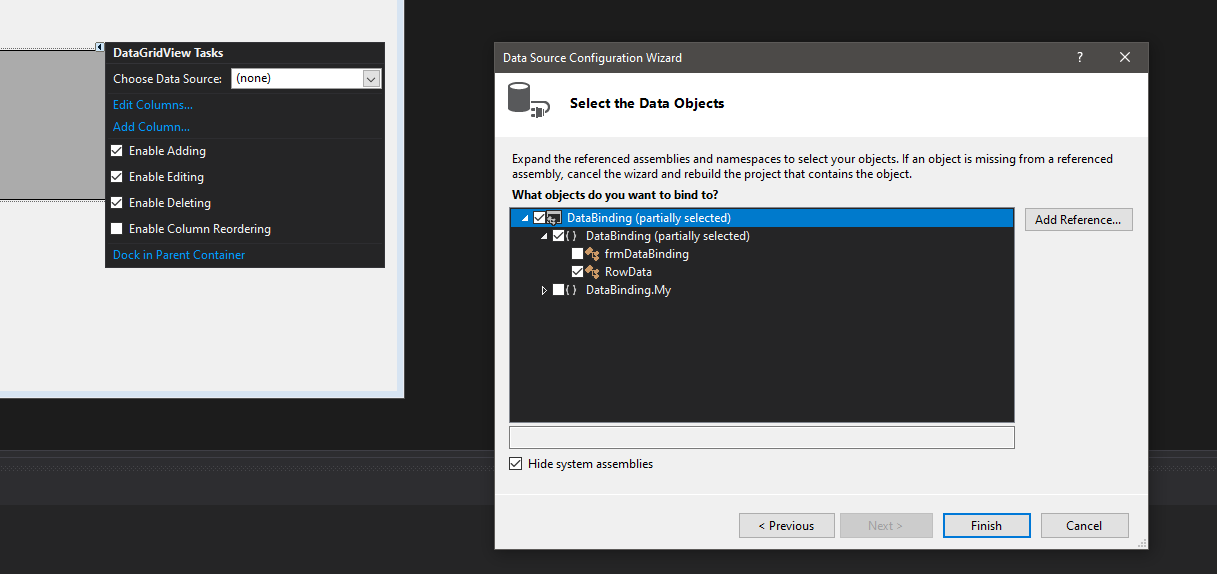 DataGridView Tasks
Choose Data Source: (none)
Edit Columns...
Add Column...
Enable Adding
Enable Editing
Enable Deleting
Enable Column Reordering
Dock in Parent Container
Data Source Configuration Wizard
?
Select the Data Objects
Expand the referenced assemblies and namespaces to select your objects. If an object is missing from a referenced
assembly, cancel the wizard and rebuild the project that contains the object.
What objects do you want to bind to?
DataBinding (partially selected)
{ } DataBinding (partially selected)
frmDataBinding
RowData
{ } DataBinding.My
Add Reference...
Hide system assemblies
< Previous
Next >
Finish
Cancel